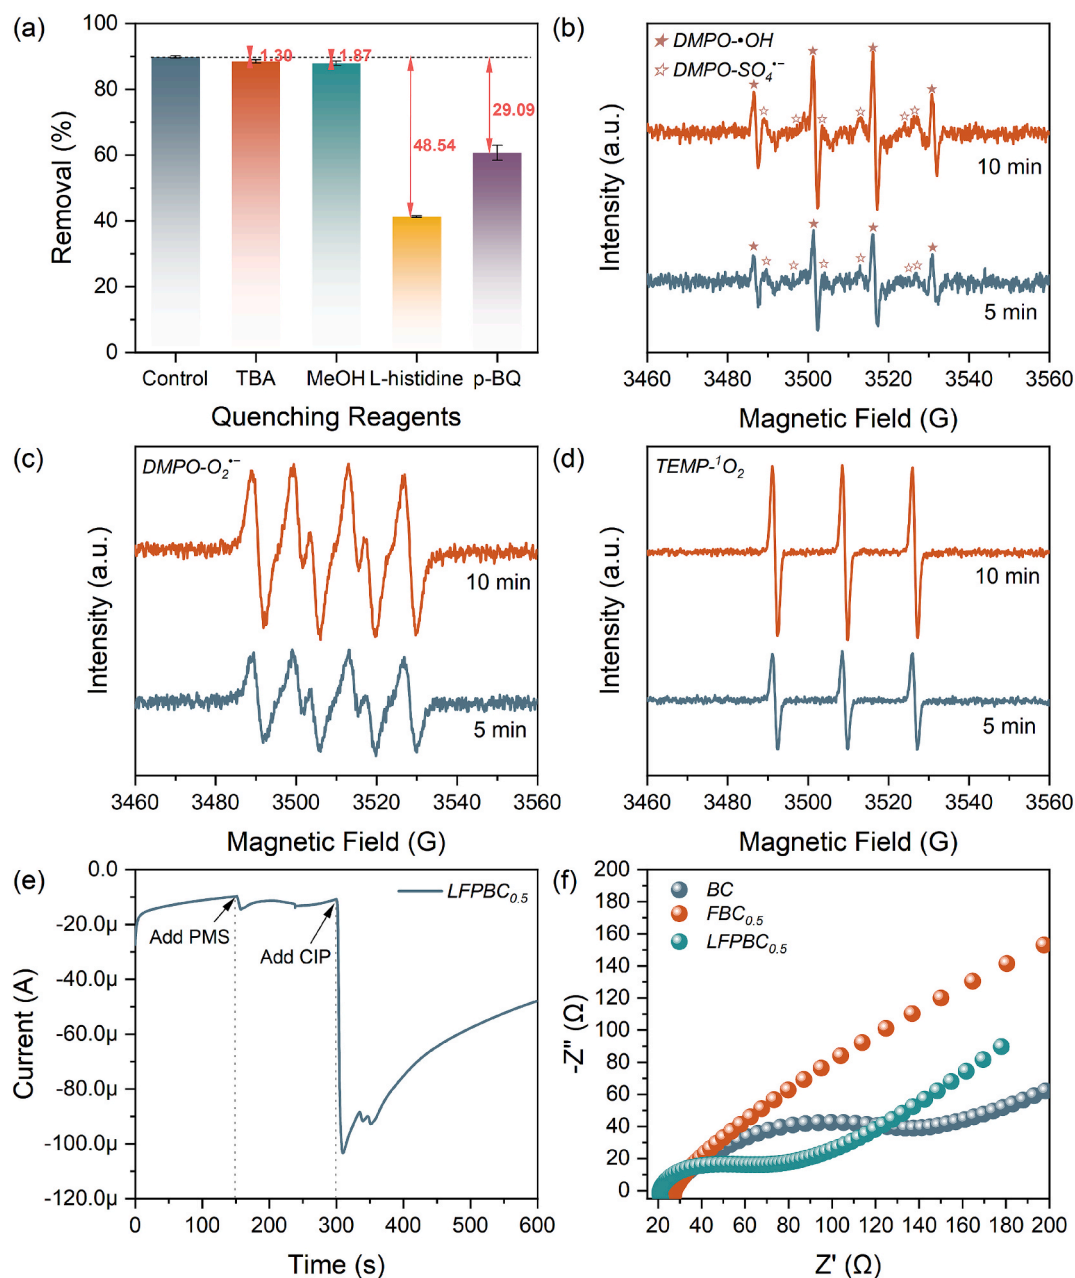 (a)
100
80
60
40
20
0
Removal (%)
1.30
1.87
48.54
29.09
Control TBA MeOH L-histidine p-BQ
Quenching Reagents
(b)
DMPO-•OH
DMPO-SO₄•−
10 min
5 min
Intensity (a.u.)
3460 3480 3500 3520 3540 3560
Magnetic Field (G)
(c)
DMPO-O₂•−
10 min
5 min
Intensity (a.u.)
3460 3480 3500 3520 3540 3560
Magnetic Field (G)
(d)
TEMP-¹O₂
10 min
5 min
Intensity (a.u.)
3460 3480 3500 3520 3540 3560
Magnetic Field (G)
(e)
0.0
-20.0µ
-40.0µ
-60.0µ
-80.0µ
-100.0µ
-120.0µ
Current (A)
LFPBC₀.₅
Add PMS
Add CIP
0 100 200 300 400 500 600
Time (s)
(f)
200
180
160
140
120
100
80
60
40
20
0
-Z'' (Ω)
BC
FBC₀.₅
LFPBC₀.₅
20 40 60 80 100 120 140 160 180 200
Z' (Ω)